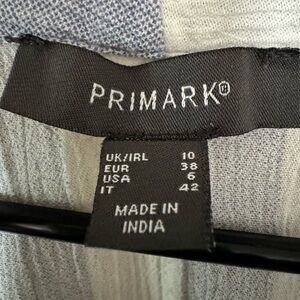 PRIMARK®
UK/IRL 10
EUR 38
USA 6
IT 42
MADE IN
INDIA